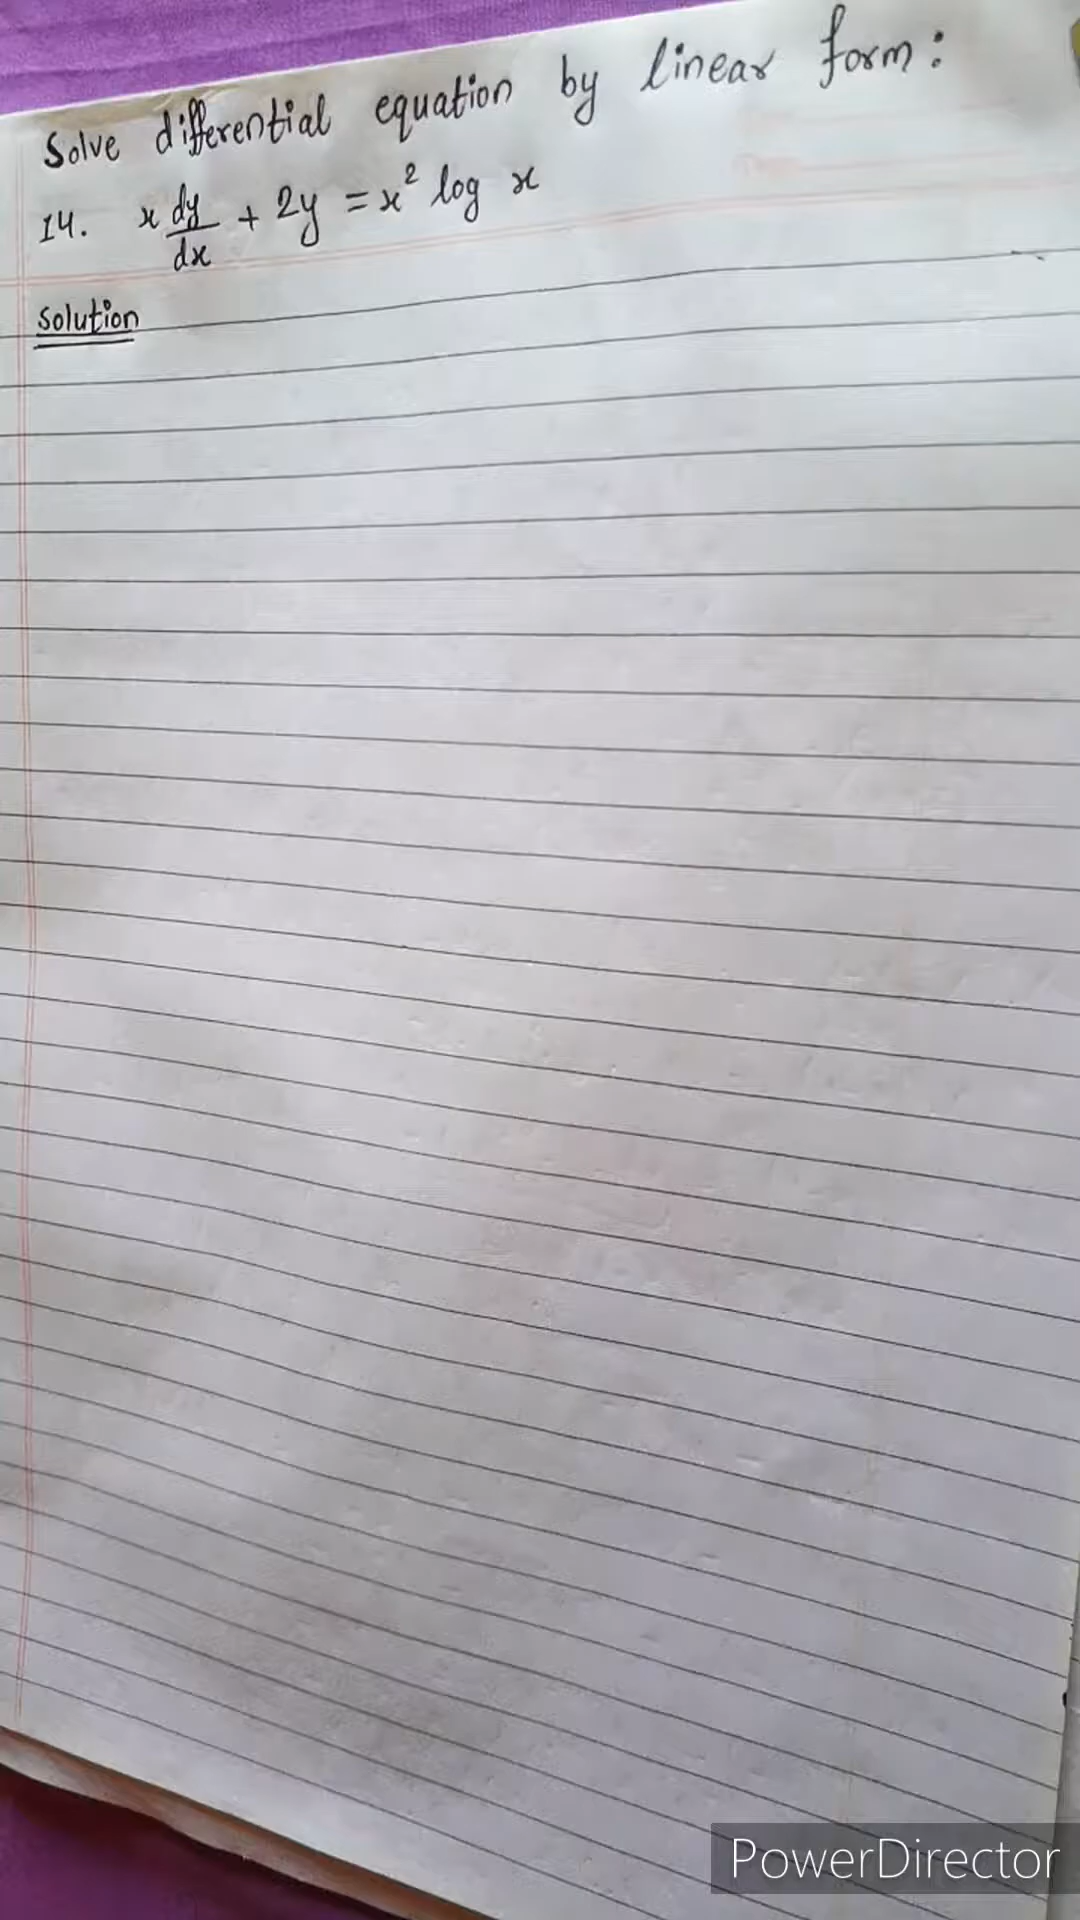 Solve differential equation by linear form:
14. x dy/dx + 2y = x² log x
Solution
PowerDirector